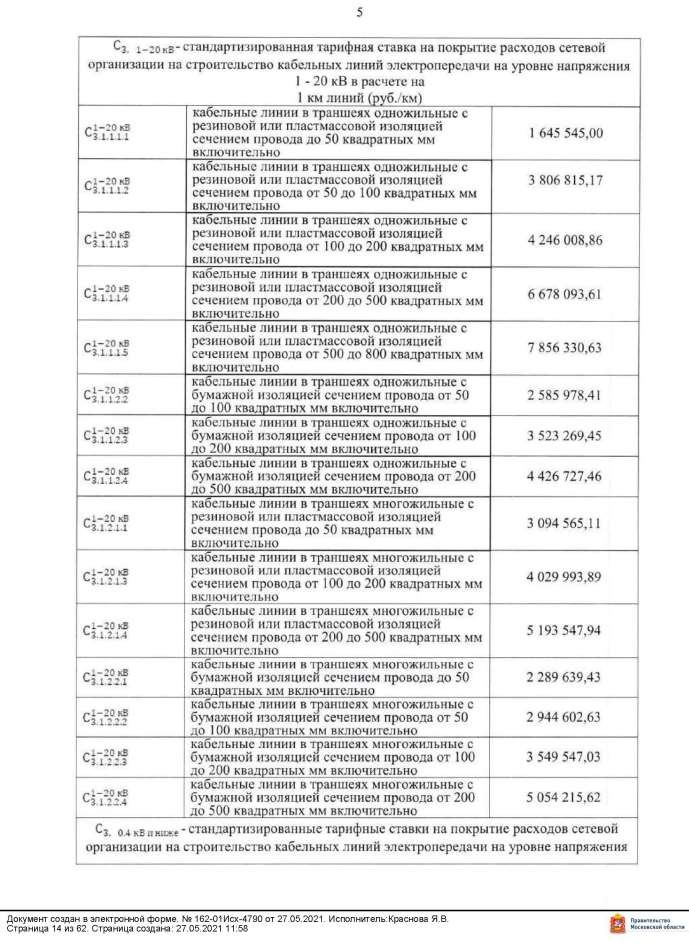 5
С3, 1–20 кВ - стандартизированная тарифная ставка на покрытие расходов сетевой
организации на строительство кабельных линий электропередачи на уровне напряжения
1 - 20 кВ в расчете на
1 км линий (руб./км)
С 1–20 кВ 3.1.1.1.1
кабельные линии в траншеях одножильные с
резиновой или пластмассовой изоляцией
сечением провода до 50 квадратных мм
включительно
1 645 545,00
С 1–20 кВ 3.1.1.1.2
кабельные линии в траншеях одножильные с
резиновой или пластмассовой изоляцией
сечением провода от 50 до 100 квадратных мм
включительно
3 806 815,17
С 1–20 кВ 3.1.1.1.3
кабельные линии в траншеях одножильные с
резиновой или пластмассовой изоляцией
сечением провода от 100 до 200 квадратных мм
включительно
4 246 008,86
С 1–20 кВ 3.1.1.1.4
кабельные линии в траншеях одножильные с
резиновой или пластмассовой изоляцией
сечением провода от 200 до 500 квадратных мм
включительно
6 678 093,61
С 1–20 кВ 3.1.1.1.5
кабельные линии в траншеях одножильные с
резиновой или пластмассовой изоляцией
сечением провода от 500 до 800 квадратных мм
включительно
7 856 330,63
С 1–20 кВ 3.1.1.2.2
кабельные линии в траншеях одножильные с
бумажной изоляцией сечением провода от 50
до 100 квадратных мм включительно
2 585 978,41
С 1–20 кВ 3.1.1.2.3
кабельные линии в траншеях одножильные с
бумажной изоляцией сечением провода от 100
до 200 квадратных мм включительно
3 523 269,45
С 1–20 кВ 3.1.1.2.4
кабельные линии в траншеях одножильные с
бумажной изоляцией сечением провода от 200
до 500 квадратных мм включительно
4 426 727,46
С 1–20 кВ 3.1.2.1.1
кабельные линии в траншеях многожильные с
резиновой или пластмассовой изоляцией
сечением провода до 50 квадратных мм
включительно
3 094 565,11
С 1–20 кВ 3.1.2.1.3
кабельные линии в траншеях многожильные с
резиновой или пластмассовой изоляцией
сечением провода от 100 до 200 квадратных мм
включительно
4 029 993,89
С 1–20 кВ 3.1.2.1.4
кабельные линии в траншеях многожильные с
резиновой или пластмассовой изоляцией
сечением провода от 200 до 500 квадратных мм
включительно
5 193 547,94
С 1–20 кВ 3.1.2.2.1
кабельные линии в траншеях многожильные с
бумажной изоляцией сечением провода до 50
квадратных мм включительно
2 289 639,43
С 1–20 кВ 3.1.2.2.2
кабельные линии в траншеях многожильные с
бумажной изоляцией сечением провода от 50
до 100 квадратных мм включительно
2 944 602,63
С 1–20 кВ 3.1.2.2.3
кабельные линии в траншеях многожильные с
бумажной изоляцией сечением провода от 100
до 200 квадратных мм включительно
3 549 547,03
С 1–20 кВ 3.1.2.2.4
кабельные линии в траншеях многожильные с
бумажной изоляцией сечением провода от 200
до 500 квадратных мм включительно
5 054 215,62
С3, 0.4 кВ и ниже - стандартизированные тарифные ставки на покрытие расходов сетевой
организации на строительство кабельных линий электропередачи на уровне напряжения
Документ создан в электронной форме. № 162-01Исх-4790 от 27.05.2021. Исполнитель:Краснова Я.В.
Страница 14 из 62. Страница создана: 27.05.2021 11:58
Правительство
Московской области